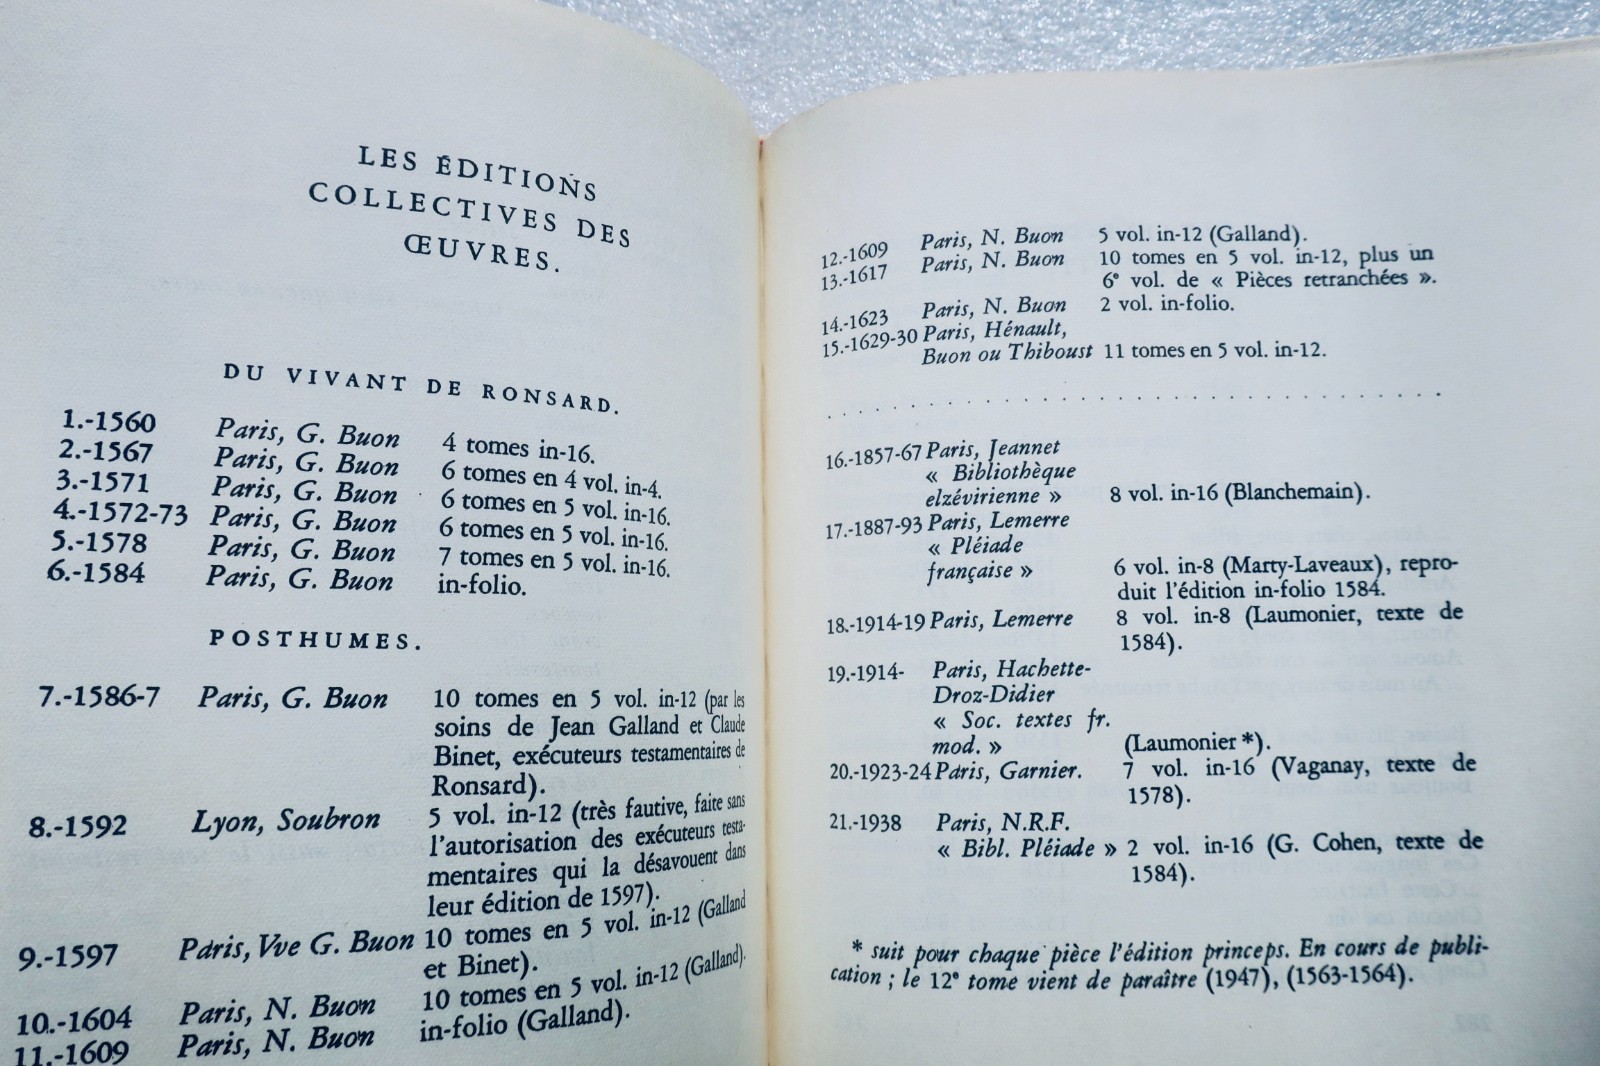 LES ÉDITIONS
COLLECTIVES DES
ŒUVRES.
DU VIVANT DE RONSARD.
1.-1560 Paris, G. Buon 4 tomes in-16.
2.-1567 Paris, G. Buon 6 tomes en 4 vol. in-4.
3.-1571 Paris, G. Buon 6 tomes en 5 vol. in-16.
4.-1572-73 Paris, G. Buon 6 tomes en 5 vol. in-16.
5.-1578 Paris, G. Buon 7 tomes en 5 vol. in-16.
6.-1584 Paris, G. Buon in-folio.
POSTHUMES.
7.-1586-7 Paris, G. Buon 10 tomes en 5 vol. in-12 (par les
soins de Jean Galland et Claude
Binet, exécuteurs testamentaires de
Ronsard).
8.-1592 Lyon, Soubron 5 vol. in-12 (très fautive, faite sans
l'autorisation des exécuteurs testa-
mentaires qui la désavouent dans
leur édition de 1597).
9.-1597 Paris, Vve G. Buon 10 tomes en 5 vol. in-12 (Galland
et Binet).
10.-1604 Paris, N. Buon 10 tomes en 5 vol. in-12 (Galland).
11.-1609 Paris, N. Buon in-folio (Galland).
12.-1609 Paris, N. Buon 5 vol. in-12 (Galland).
13.-1617 Paris, N. Buon 10 tomes en 5 vol. in-12, plus un
6e vol. de « Pièces retranchées ».
14.-1623 Paris, N. Buon 2 vol. in-folio.
15.-1629-30 Paris, Hénault,
Buon ou Thiboust 11 tomes en 5 vol. in-12.
. . . . . . . . . . . . . . . . . . . . . . . . . . . . . .
16.-1857-67 Paris, Jeannet
« Bibliothèque
elzévirienne » 8 vol. in-16 (Blanchemain).
17.-1887-93 Paris, Lemerre
« Pléiade
française » 6 vol. in-8 (Marty-Laveaux), repro-
duit l'édition in-folio 1584.
18.-1914-19 Paris, Lemerre 8 vol. in-8 (Laumonier, texte de
1584).
19.-1914- Paris, Hachette-
Droz-Didier
« Soc. textes fr.
mod. » (Laumonier *).
20.-1923-24 Paris, Garnier. 7 vol. in-16 (Vaganay, texte de
1578).
21.-1938 Paris, N.R.F.
« Bibl. Pléiade » 2 vol. in-16 (G. Cohen, texte de
1584).
* suit pour chaque pièce l'édition princeps. En cours de publi-
cation ; le 12e tome vient de paraître (1947), (1563-1564).